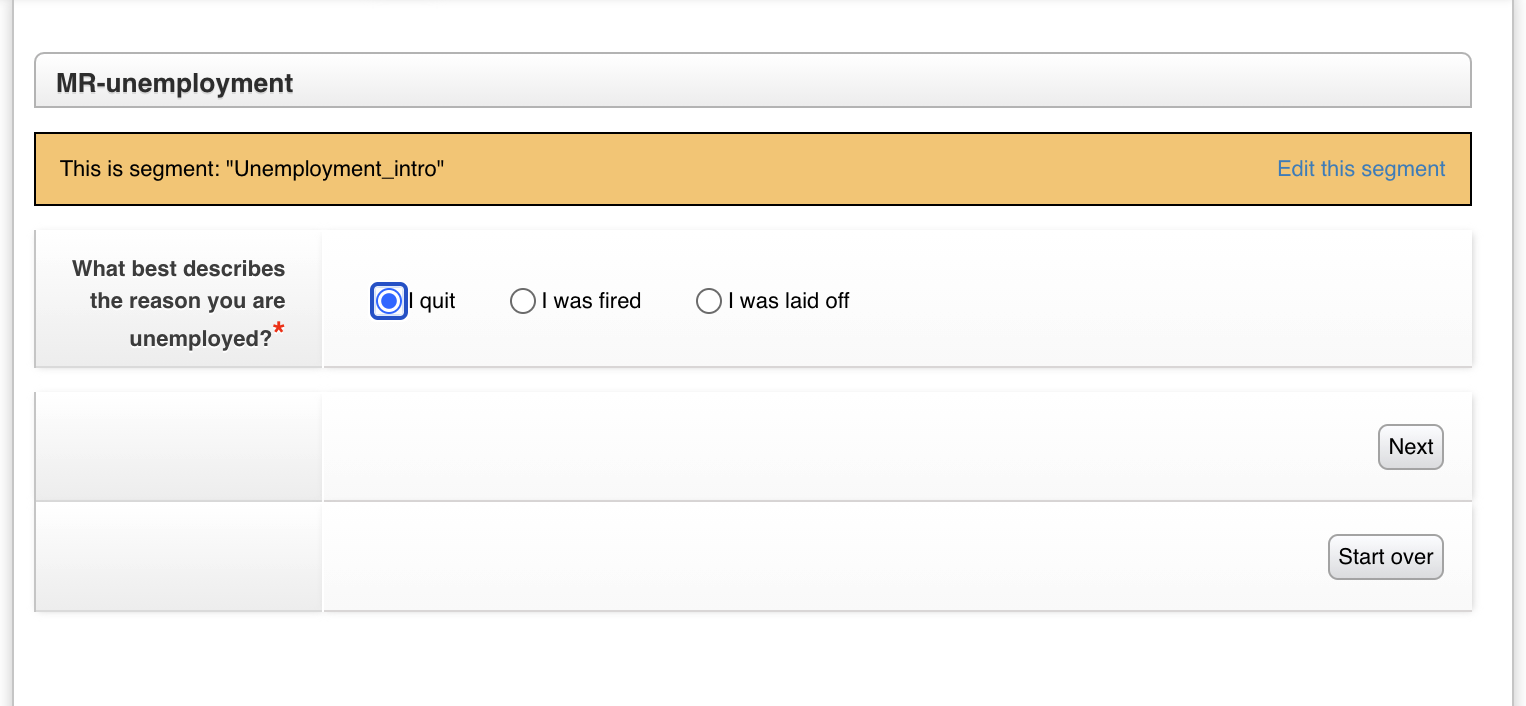 MR-unemployment
This is segment: "Unemployment_intro" Edit this segment
What best describes
the reason you are
unemployed?*
I quit I was fired I was laid off
Next
Start over